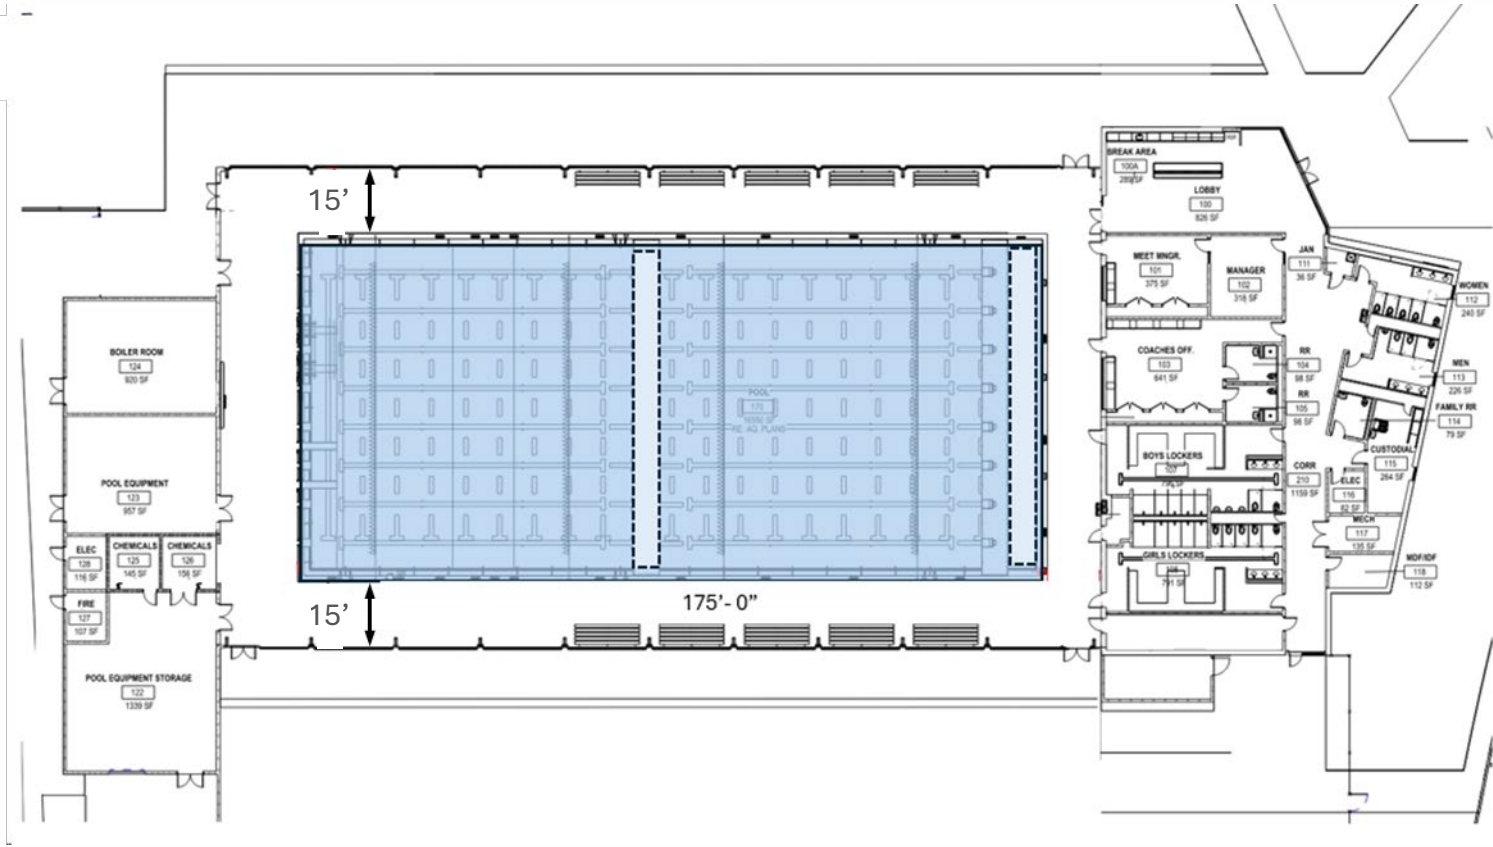 BREAK AREA
100A
LOBBY
100
826 SF
15’
MEET MNGR.
101
375 SF
MANAGER
102
318 SF
JAN
111
36 SF
WOMEN
112
240 SF
BOILER ROOM
124
920 SF
COACHES OFF.
103
641 SF
RR
104
98 SF
RR
105
98 SF
MEN
113
226 SF
FAMILY RR
114
79 SF
POOL
170
RE: AQ. PLANS
CUSTODIAL
115
264 SF
BOYS LOCKERS
107
CORR
210
1159 SF
ELEC
116
82 SF
POOL EQUIPMENT
123
957 SF
MECH
117
135 SF
ELEC
128
116 SF
CHEMICALS
125
145 SF
CHEMICALS
126
156 SF
GIRLS LOCKERS
791 SF
MDF/IDF
118
112 SF
FIRE
127
107 SF
15’
175’- 0”
POOL EQUIPMENT STORAGE
122
1339 SF